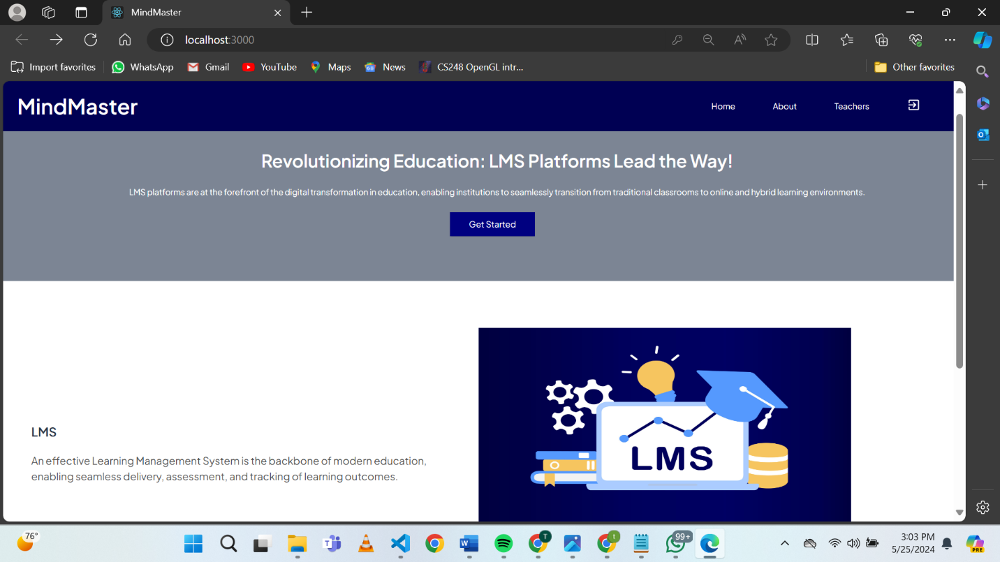 MindMaster
localhost:3000
Import favorites
WhatsApp
Gmail
YouTube
Maps
News
CS248 OpenGL intr...
Other favorites
MindMaster
Home
About
Teachers
Revolutionizing Education: LMS Platforms Lead the Way!
LMS platforms are at the forefront of the digital transformation in education, enabling institutions to seamlessly transition from traditional classrooms to online and hybrid learning environments.
Get Started
LMS
An effective Learning Management System is the backbone of modern education,
enabling seamless delivery, assessment, and tracking of learning outcomes.
LMS
76°
T
t
99+
3:03 PM
5/25/2024
PRE